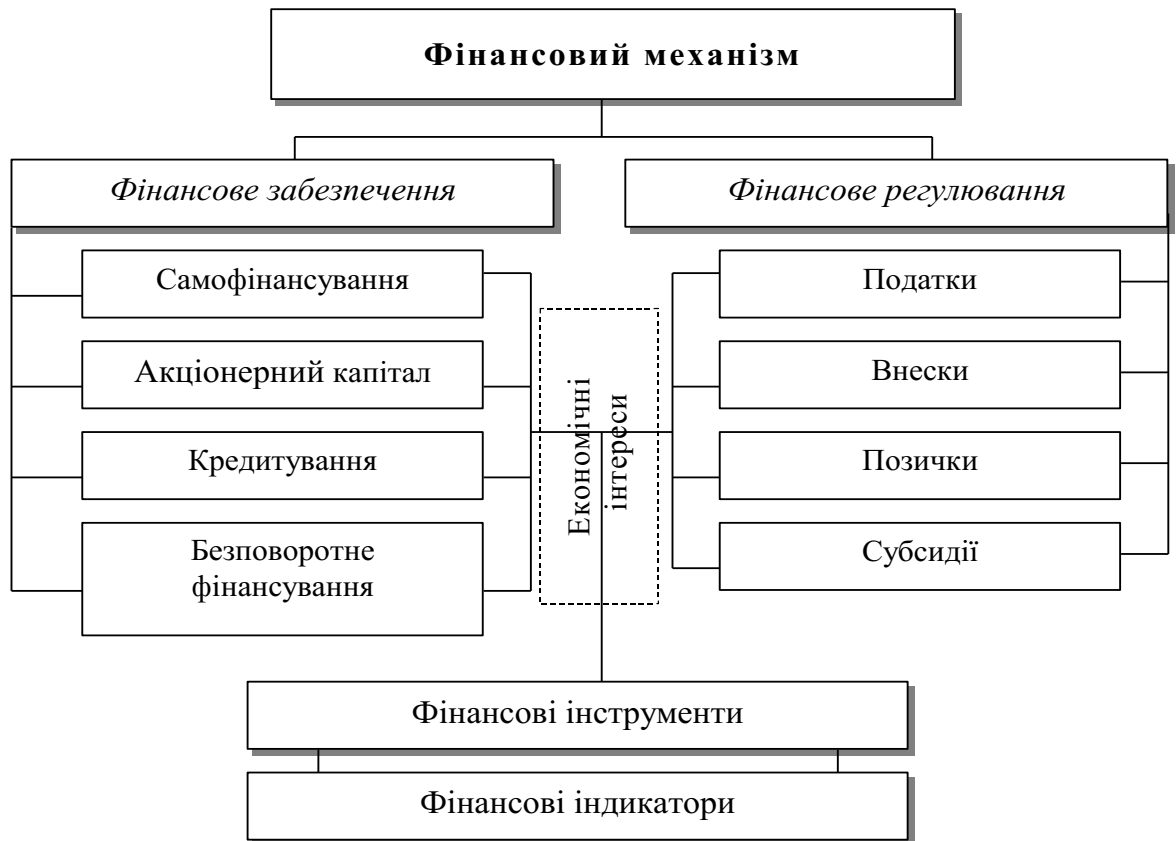 Фінансовий механізм
Фінансове забезпечення
Фінансове регулювання
Самофінансування
Акціонерний капітал
Кредитування
Безповоротне
фінансування
Економічні
інтереси
Податки
Внески
Позички
Субсидії
Фінансові інструменти
Фінансові індикатори